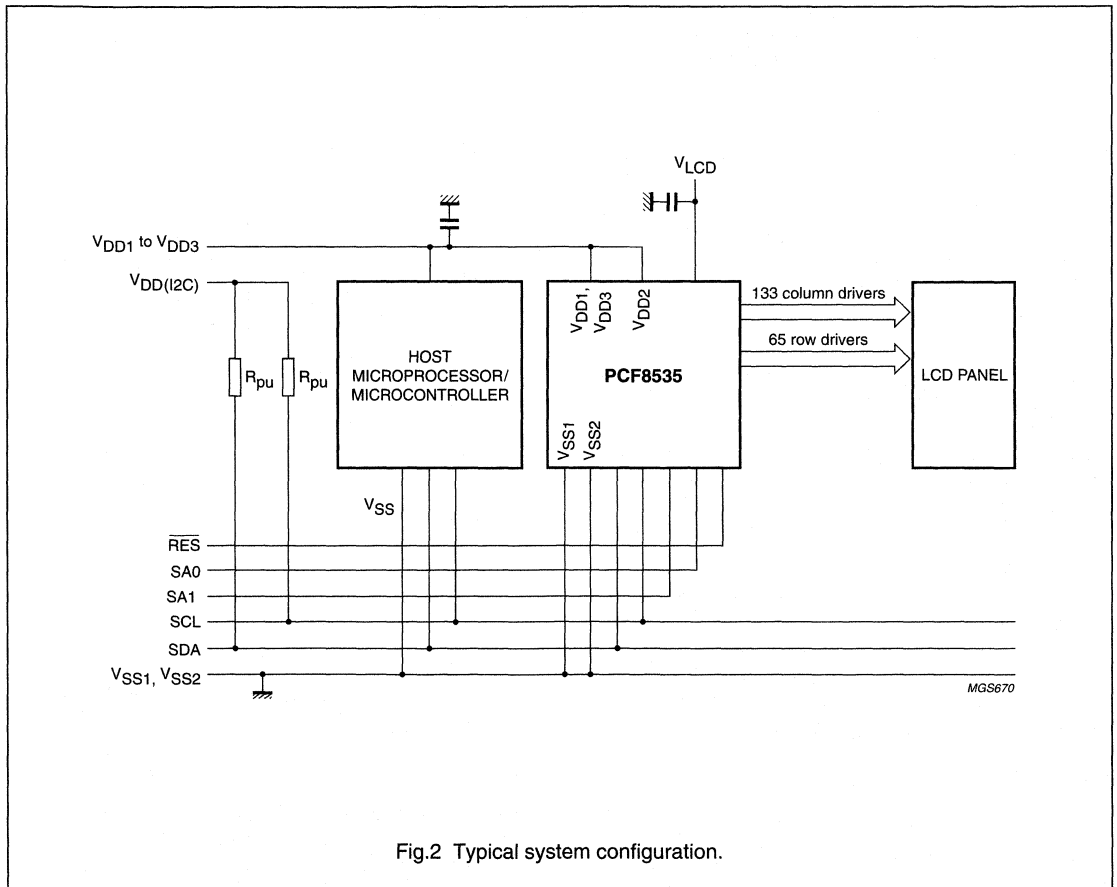 VLCD
VDD1 to VDD3
VDD(I2C)
Rpu
Rpu
HOST
MICROPROCESSOR/
MICROCONTROLLER
VDD1,
VDD3
VDD2
PCF8535
VSS1
VSS2
133 column drivers
65 row drivers
LCD PANEL
VSS
RES
SA0
SA1
SCL
SDA
VSS1, VSS2
MGS670
Fig.2 Typical system configuration.